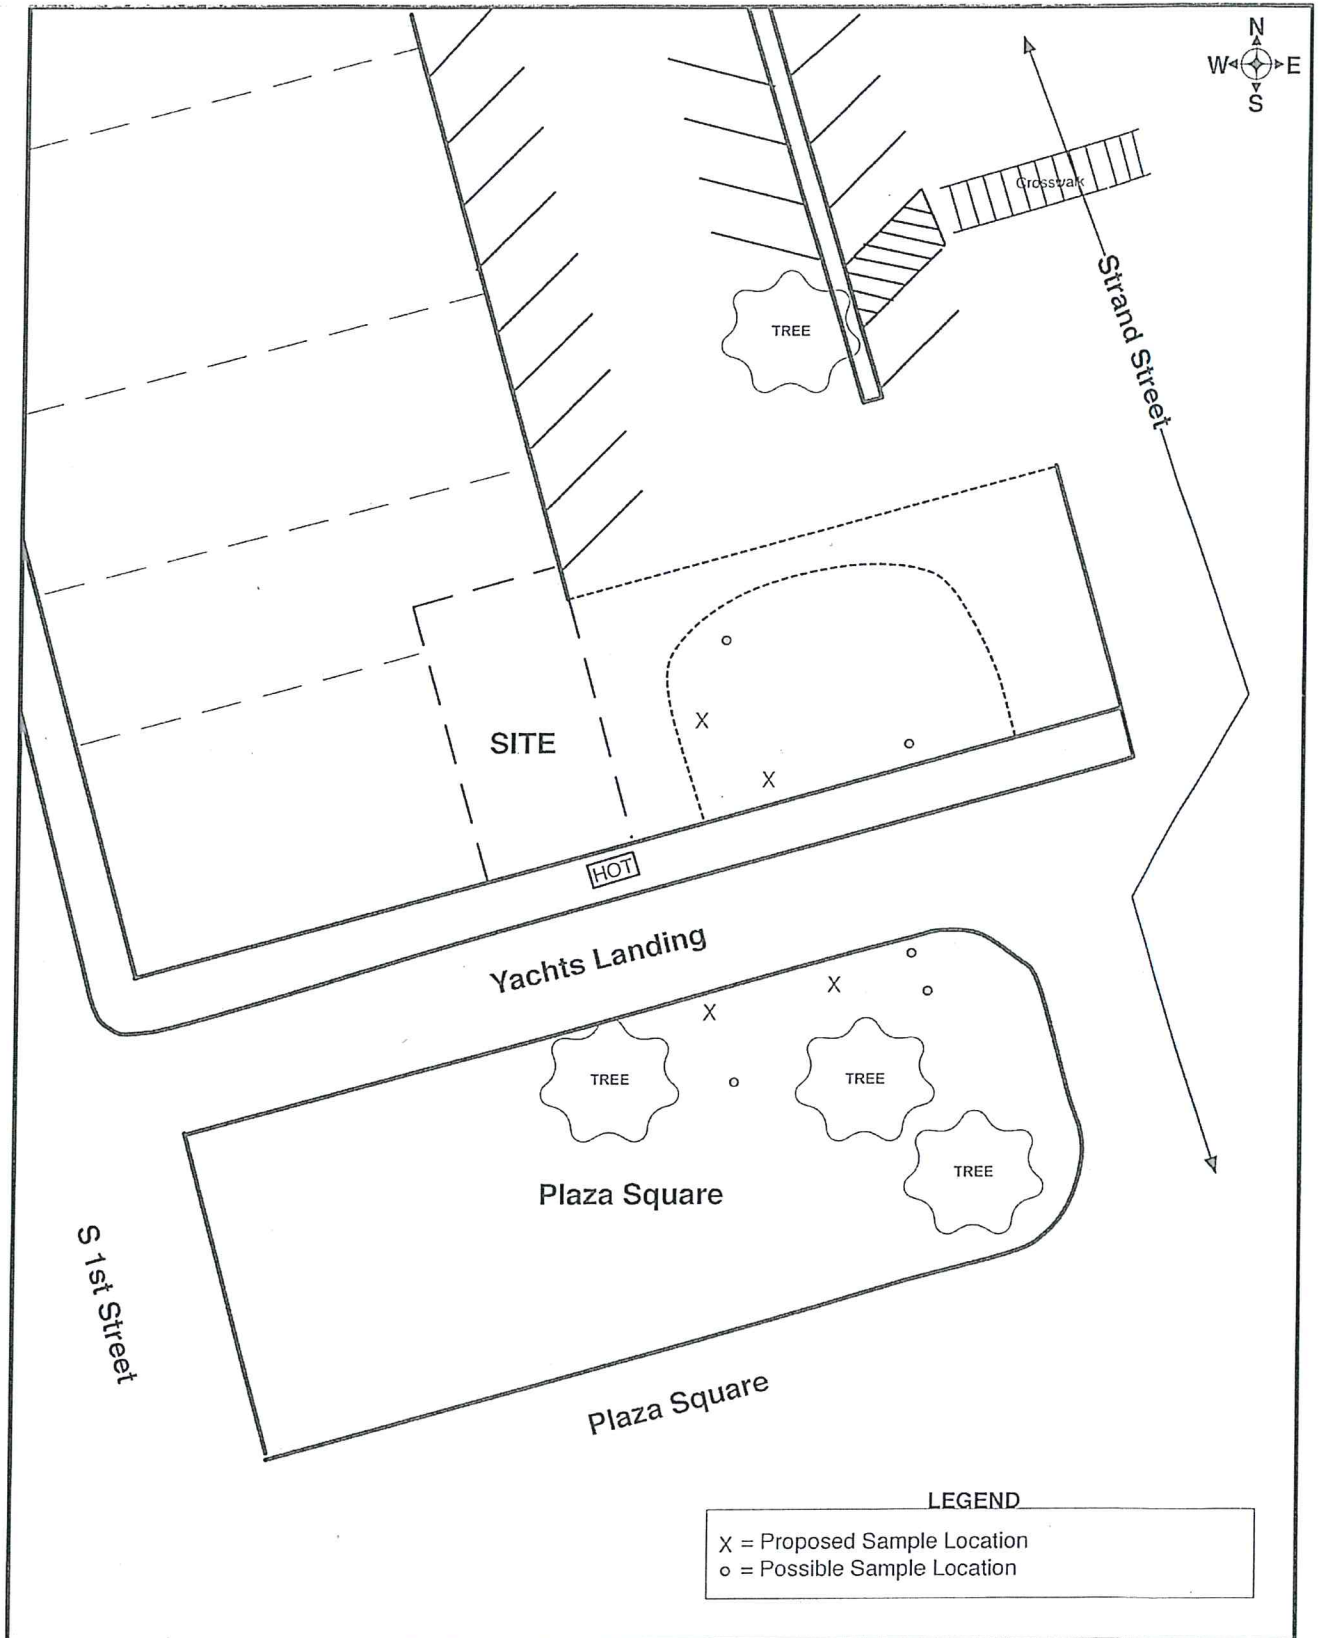 N
W E
S
Crosswalk
Strand Street
TREE
SITE
X
X
HOT
Yachts Landing
X
X
TREE
TREE
TREE
Plaza Square
S 1st Street
Plaza Square
LEGEND
X = Proposed Sample Location
o = Possible Sample Location